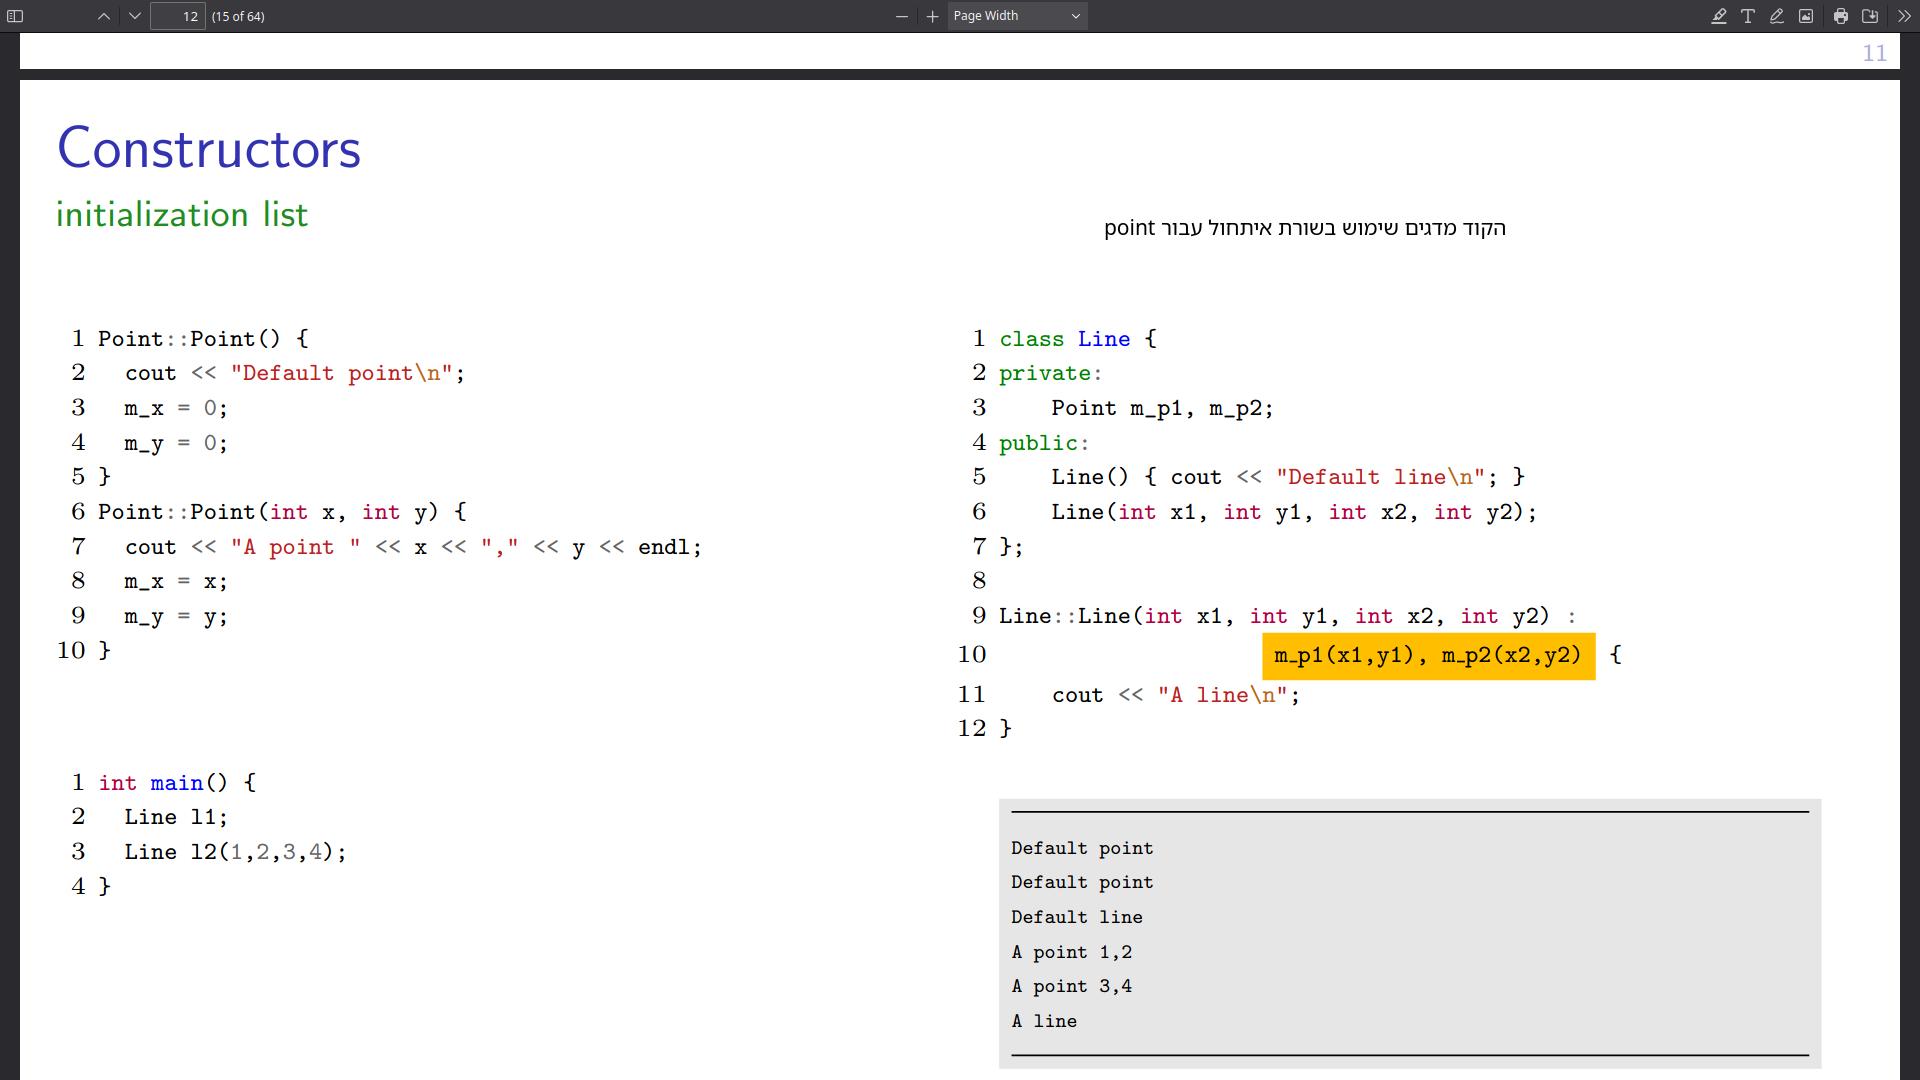 12 (15 of 64) Page Width
11
Constructors
initialization list
הקוד מדגים שימוש בשורת איתחול עבור point
1 Point::Point() {
2   cout << "Default point\n";
3   m_x = 0;
4   m_y = 0;
5 }
6 Point::Point(int x, int y) {
7   cout << "A point " << x << "," << y << endl;
8   m_x = x;
9   m_y = y;
10 }
1 int main() {
2   Line l1;
3   Line l2(1,2,3,4);
4 }
1 class Line {
2 private:
3     Point m_p1, m_p2;
4 public:
5     Line() { cout << "Default line\n"; }
6     Line(int x1, int y1, int x2, int y2);
7 };
8
9 Line::Line(int x1, int y1, int x2, int y2) :
10                     m_p1(x1,y1), m_p2(x2,y2) {
11     cout << "A line\n";
12 }
Default point
Default point
Default line
A point 1,2
A point 3,4
A line